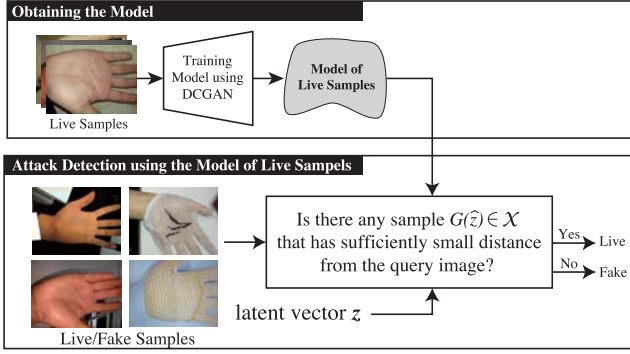 Obtaining the Model
Training
Model using
DCGAN
Model of
Live Samples
Live Samples
Attack Detection using the Model of Live Sampels
Is there any sample G(ẑ) ∈ X
that has sufficiently small distance
from the query image?
Yes
Live
No
Fake
latent vector z
Live/Fake Samples